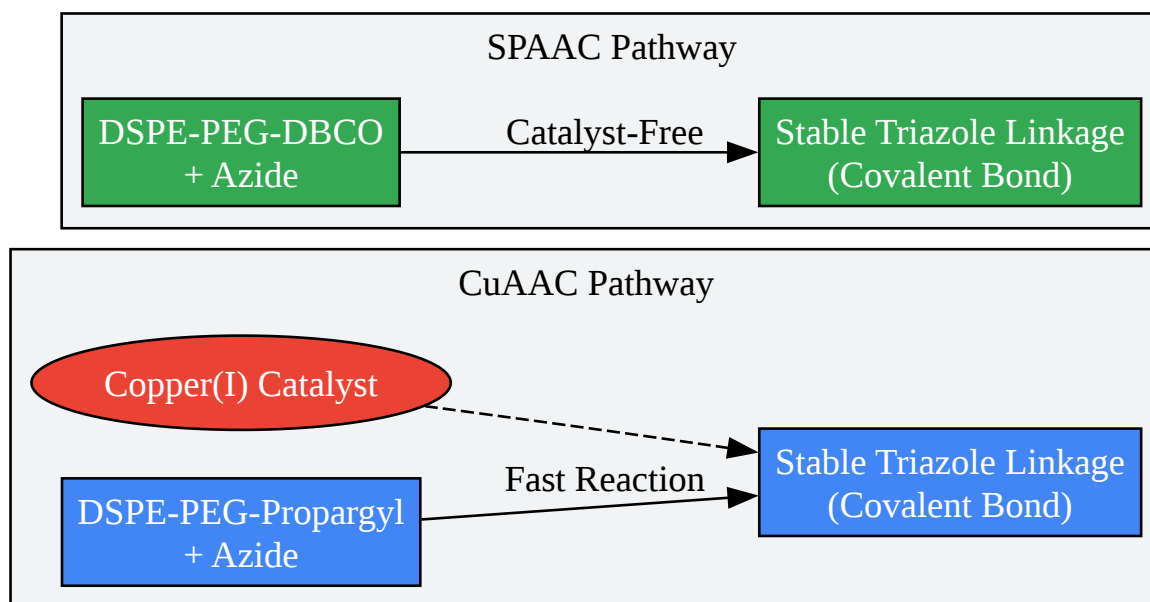 SPAAC Pathway
DSPE-PEG-DBCO
+ Azide
Catalyst-Free
Stable Triazole Linkage
(Covalent Bond)
CuAAC Pathway
Copper(I) Catalyst
DSPE-PEG-Propargyl
+ Azide
Fast Reaction
Stable Triazole Linkage
(Covalent Bond)